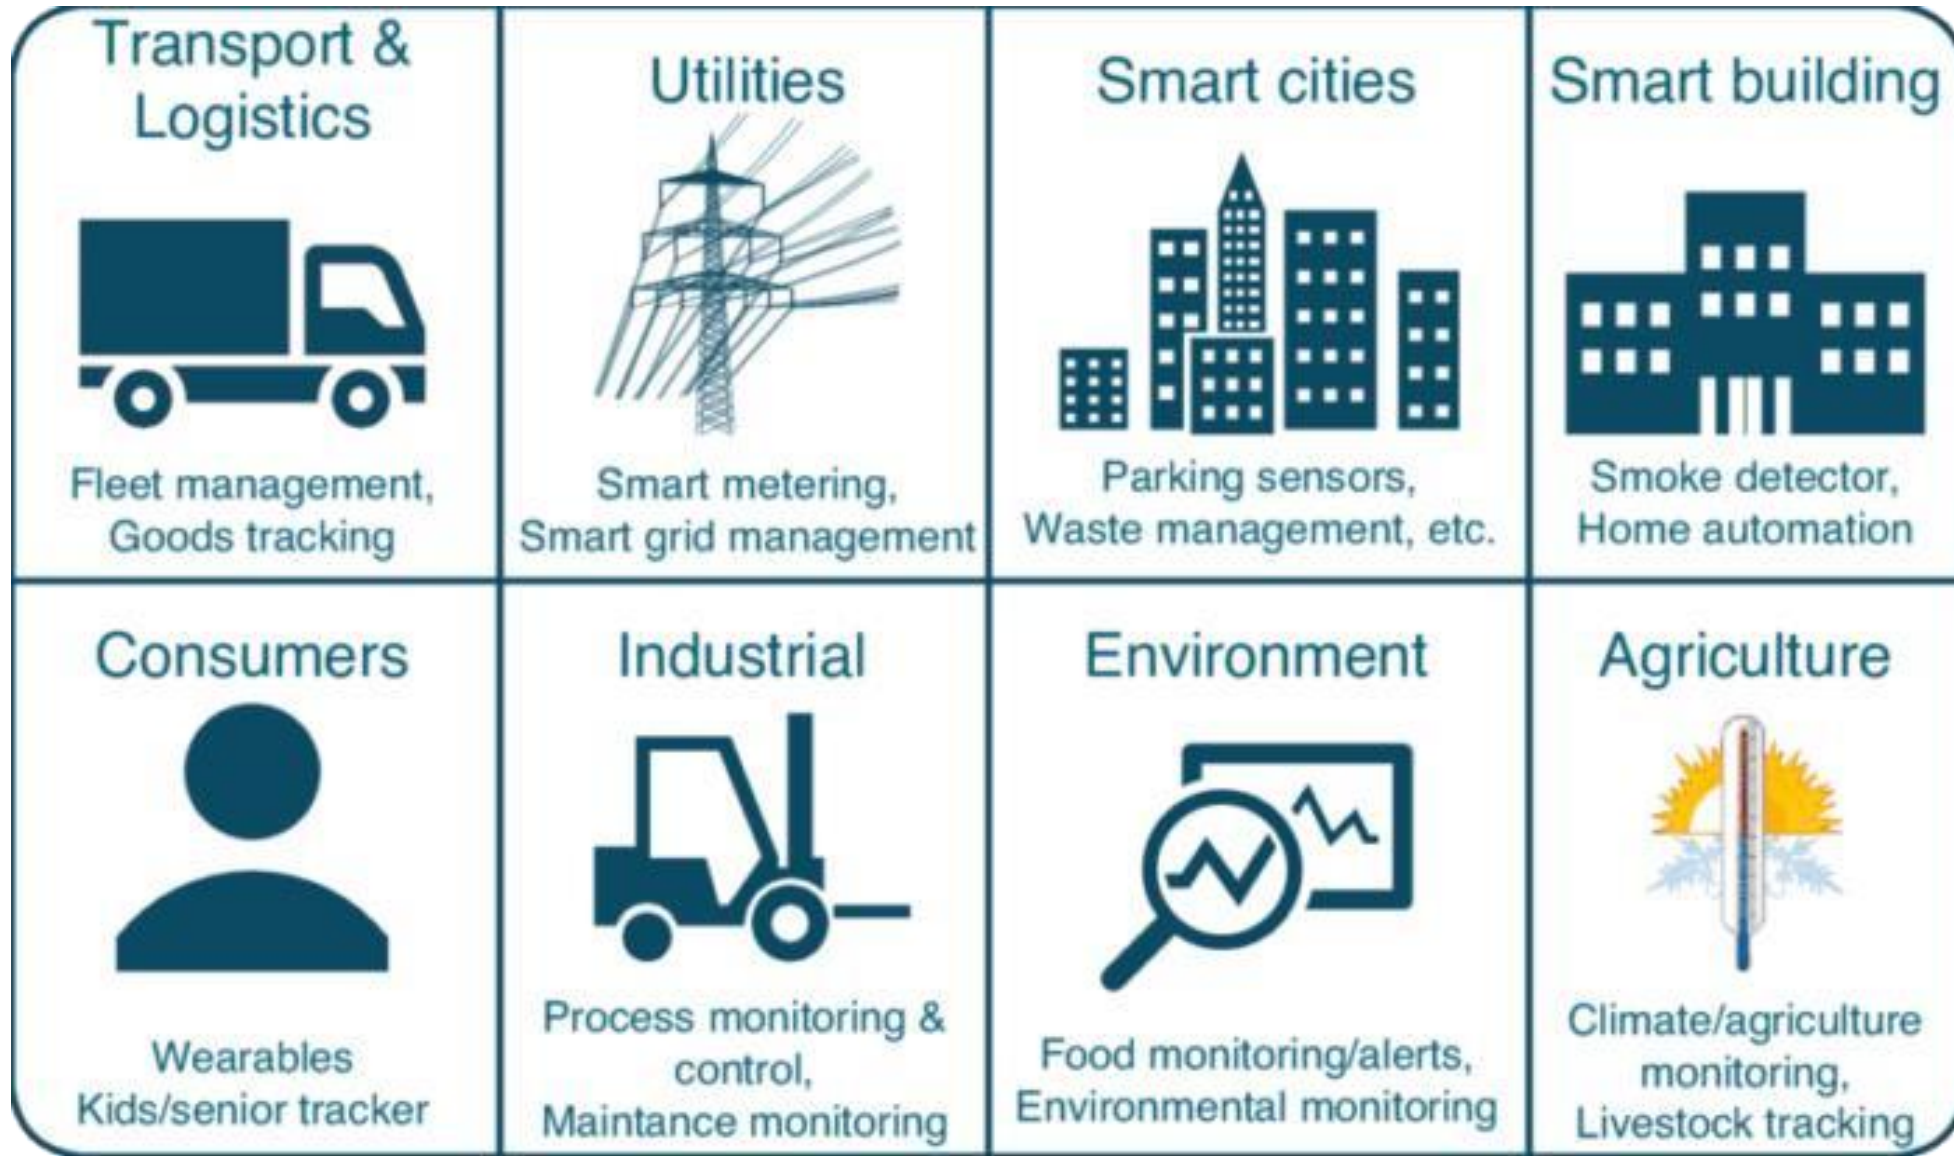 Transport &
Logistics
Fleet management,
Goods tracking
Utilities
Smart metering,
Smart grid management
Smart cities
Parking sensors,
Waste management, etc.
Smart building
Smoke detector,
Home automation
Consumers
Wearables
Kids/senior tracker
Industrial
Process monitoring &
control,
Maintance monitoring
Environment
Food monitoring/alerts,
Environmental monitoring
Agriculture
Climate/agriculture
monitoring,
Livestock tracking